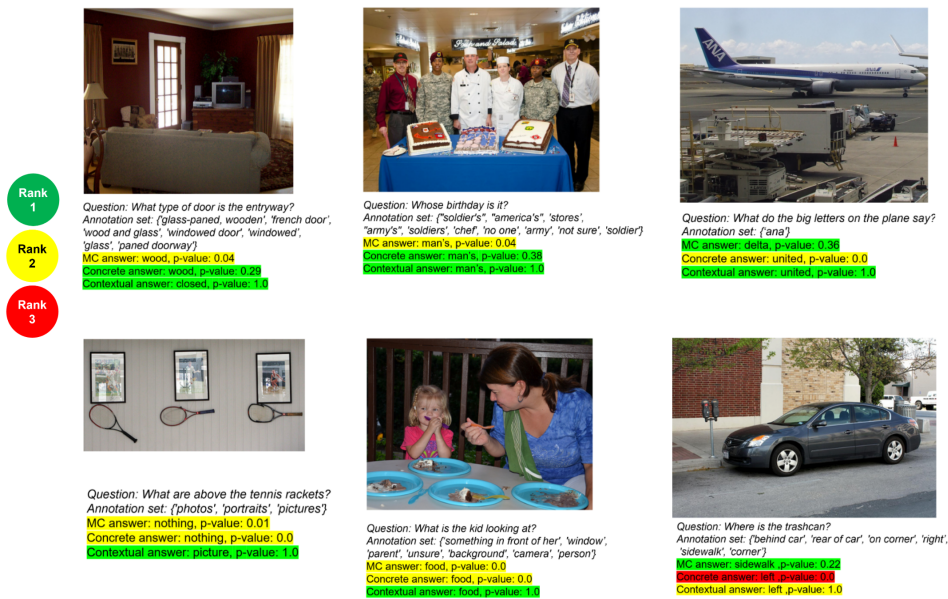 Rank
1
Rank
2
Rank
3
Question: What type of door is the entryway?
Annotation set: {'glass-paned, wooden', 'french door',
'wood and glass', 'windowed door', 'windowed',
'glass', 'paned doorway'}
MC answer: wood, p-value: 0.04
Concrete answer: wood, p-value: 0.29
Contextual answer: closed, p-value: 1.0
Question: Whose birthday is it?
Annotation set: {"soldier's", "america's", 'stores',
"army's", 'soldiers', 'chef', 'no one', 'army', 'not sure', 'soldier'}
MC answer: man's, p-value: 0.04
Concrete answer: man's, p-value: 0.38
Contextual answer: man's, p-value: 1.0
ANA
ANA
Question: What do the big letters on the plane say?
Annotation set: {'ana'}
MC answer: delta, p-value: 0.36
Concrete answer: united, p-value: 0.0
Contextual answer: united, p-value: 1.0
Question: What are above the tennis rackets?
Annotation set: {'photos', 'portraits', 'pictures'}
MC answer: nothing, p-value: 0.01
Concrete answer: nothing, p-value: 0.0
Contextual answer: picture, p-value: 1.0
Question: What is the kid looking at?
Annotation set: {'something in front of her', 'window',
'parent', 'unsure', 'background', 'camera', 'person'}
MC answer: food, p-value: 0.0
Concrete answer: food, p-value: 0.0
Contextual answer: food, p-value: 1.0
Question: Where is the trashcan?
Annotation set: {'behind car', 'rear of car', 'on corner', 'right',
'sidewalk', 'corner'}
MC answer: sidewalk ,p-value: 0.22
Concrete answer: left ,p-value: 0.0
Contextual answer: left ,p-value: 1.0